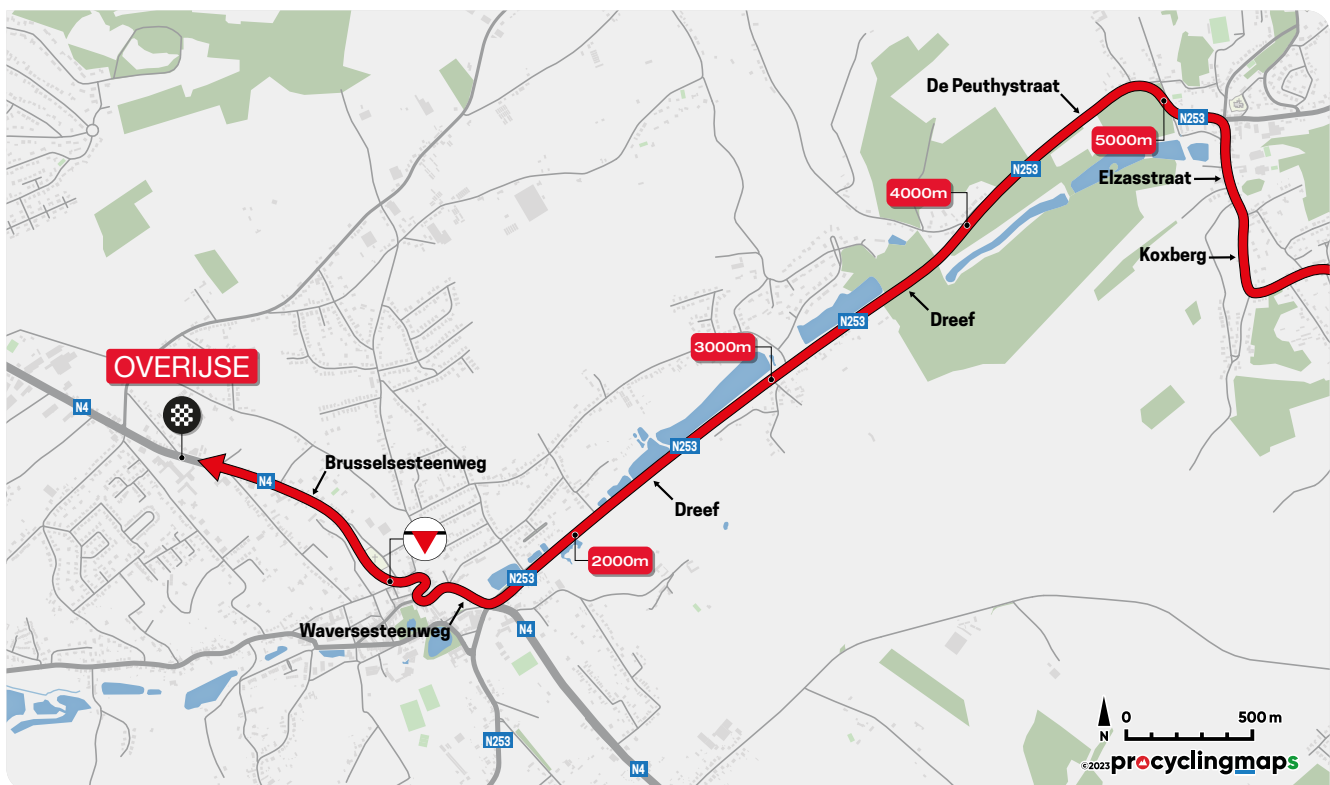 De Peuthystraat
N253
5000m
N253
Elzasstraat
4000m
Koxberg
Dreef
N253
3000m
OVERIJSE
N4
N253
Brusselsesteenweg
N4
Dreef
2000m
N253
Waversesteenweg
N4
N253
N4
N
0 500 m
©2023 procyclingmaps